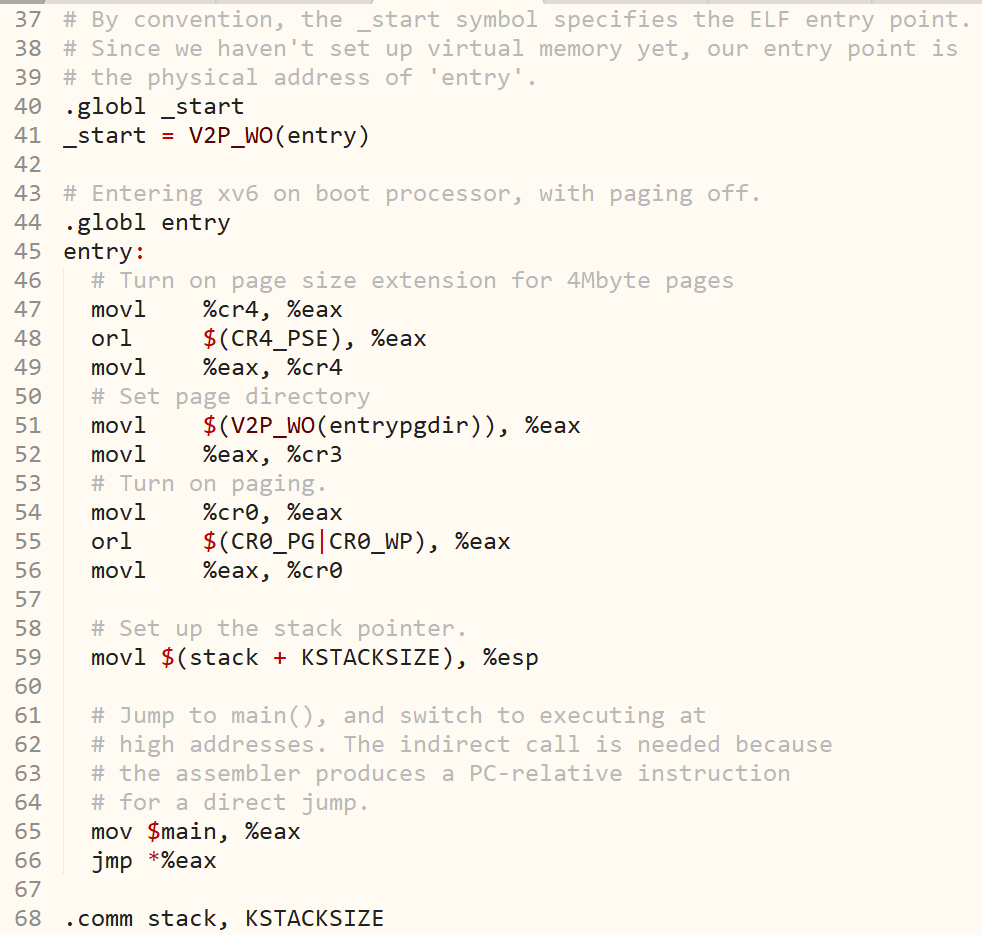 37 # By convention, the _start symbol specifies the ELF entry point.
38 # Since we haven't set up virtual memory yet, our entry point is
39 # the physical address of 'entry'.
40 .globl _start
41 _start = V2P_WO(entry)
42
43 # Entering xv6 on boot processor, with paging off.
44 .globl entry
45 entry:
46   # Turn on page size extension for 4Mbyte pages
47   movl    %cr4, %eax
48   orl     $(CR4_PSE), %eax
49   movl    %eax, %cr4
50   # Set page directory
51   movl    $(V2P_WO(entrypgdir)), %eax
52   movl    %eax, %cr3
53   # Turn on paging.
54   movl    %cr0, %eax
55   orl     $(CR0_PG|CR0_WP), %eax
56   movl    %eax, %cr0
57
58   # Set up the stack pointer.
59   movl $(stack + KSTACKSIZE), %esp
60
61   # Jump to main(), and switch to executing at
62   # high addresses. The indirect call is needed because
63   # the assembler produces a PC-relative instruction
64   # for a direct jump.
65   mov $main, %eax
66   jmp *%eax
67
68 .comm stack, KSTACKSIZE